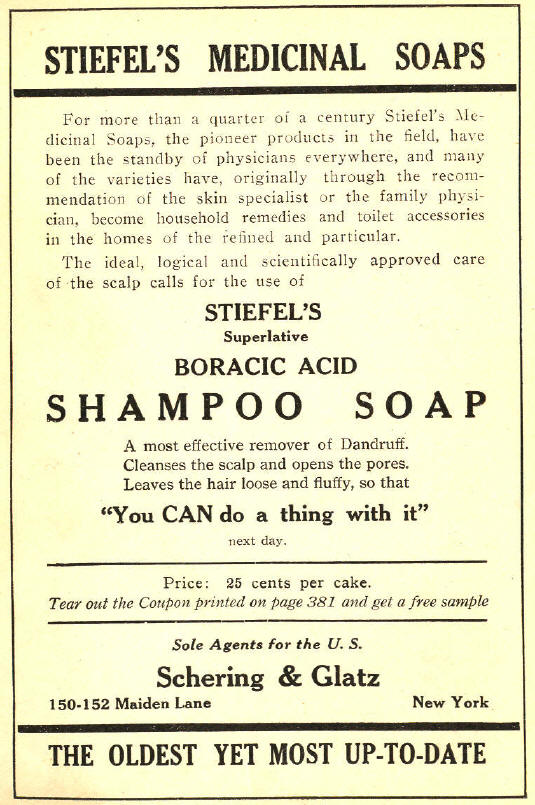 STIEFEL'S MEDICINAL SOAPS
For more than a quarter of a century Stiefel's Me-
dicinal Soaps, the pioneer products in the field, have
been the standby of physicians everywhere, and many
of the varieties have, originally through the recom-
mendation of the skin specialist or the family physi-
cian, become household remedies and toilet accessories
in the homes of the refined and particular.
The ideal, logical and scientifically approved care
of the scalp calls for the use of
STIEFEL'S
Superlative
BORACIC ACID
SHAMPOO SOAP
A most effective remover of Dandruff.
Cleanses the scalp and opens the pores.
Leaves the hair loose and fluffy, so that
"You CAN do a thing with it"
next day.
Price: 25 cents per cake.
Tear out the Coupon printed on page 381 and get a free sample
Sole Agents for the U. S.
Schering & Glatz
150-152 Maiden Lane New York
THE OLDEST YET MOST UP-TO-DATE